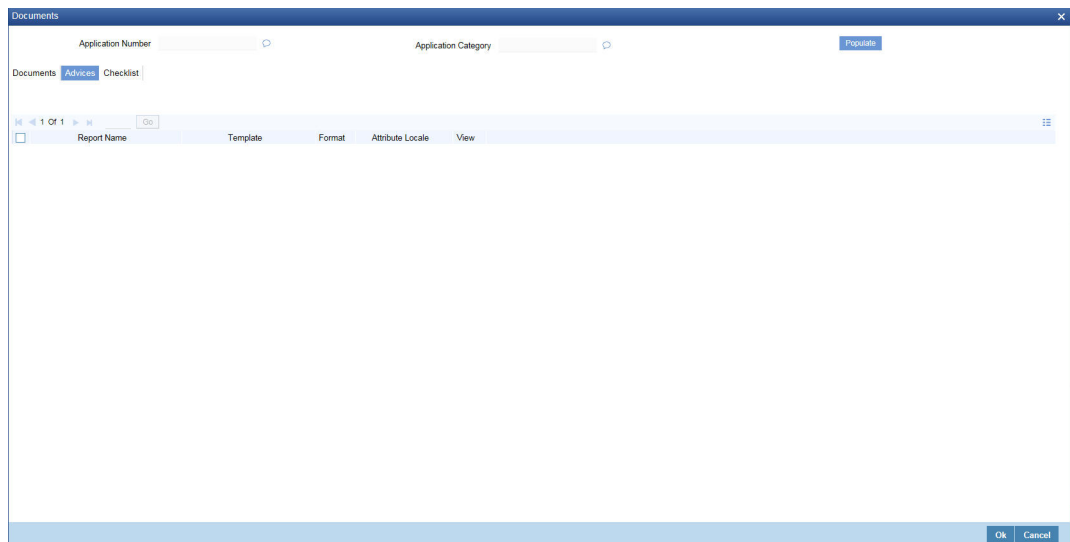 Documents
Application Number Application Category Populate
Documents Advices Checklist
1 Of 1 Go
Report Name Template Format Attribute Locale View
Ok Cancel